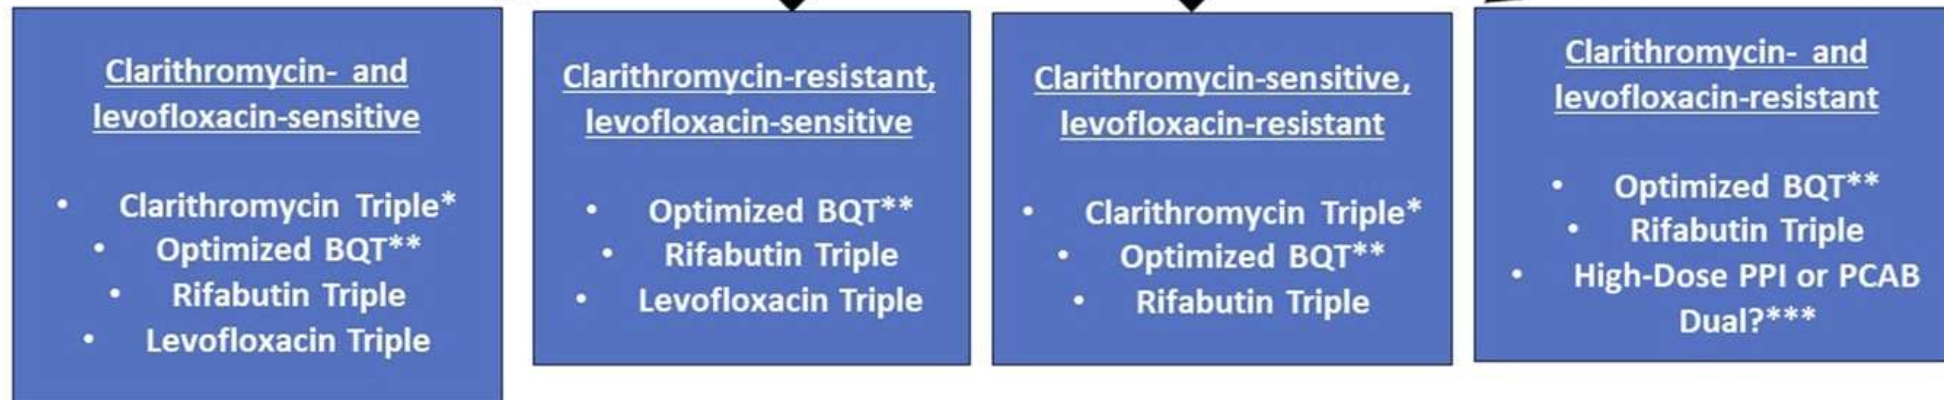 Clarithromycin- and
levofloxacin-sensitive
• Clarithromycin Triple*
• Optimized BQT**
• Rifabutin Triple
• Levofloxacin Triple
Clarithromycin-resistant,
levofloxacin-sensitive
• Optimized BQT**
• Rifabutin Triple
• Levofloxacin Triple
Clarithromycin-sensitive,
levofloxacin-resistant
• Clarithromycin Triple*
• Optimized BQT**
• Rifabutin Triple
Clarithromycin- and
levofloxacin-resistant
• Optimized BQT**
• Rifabutin Triple
• High-Dose PPI or PCAB
Dual?***